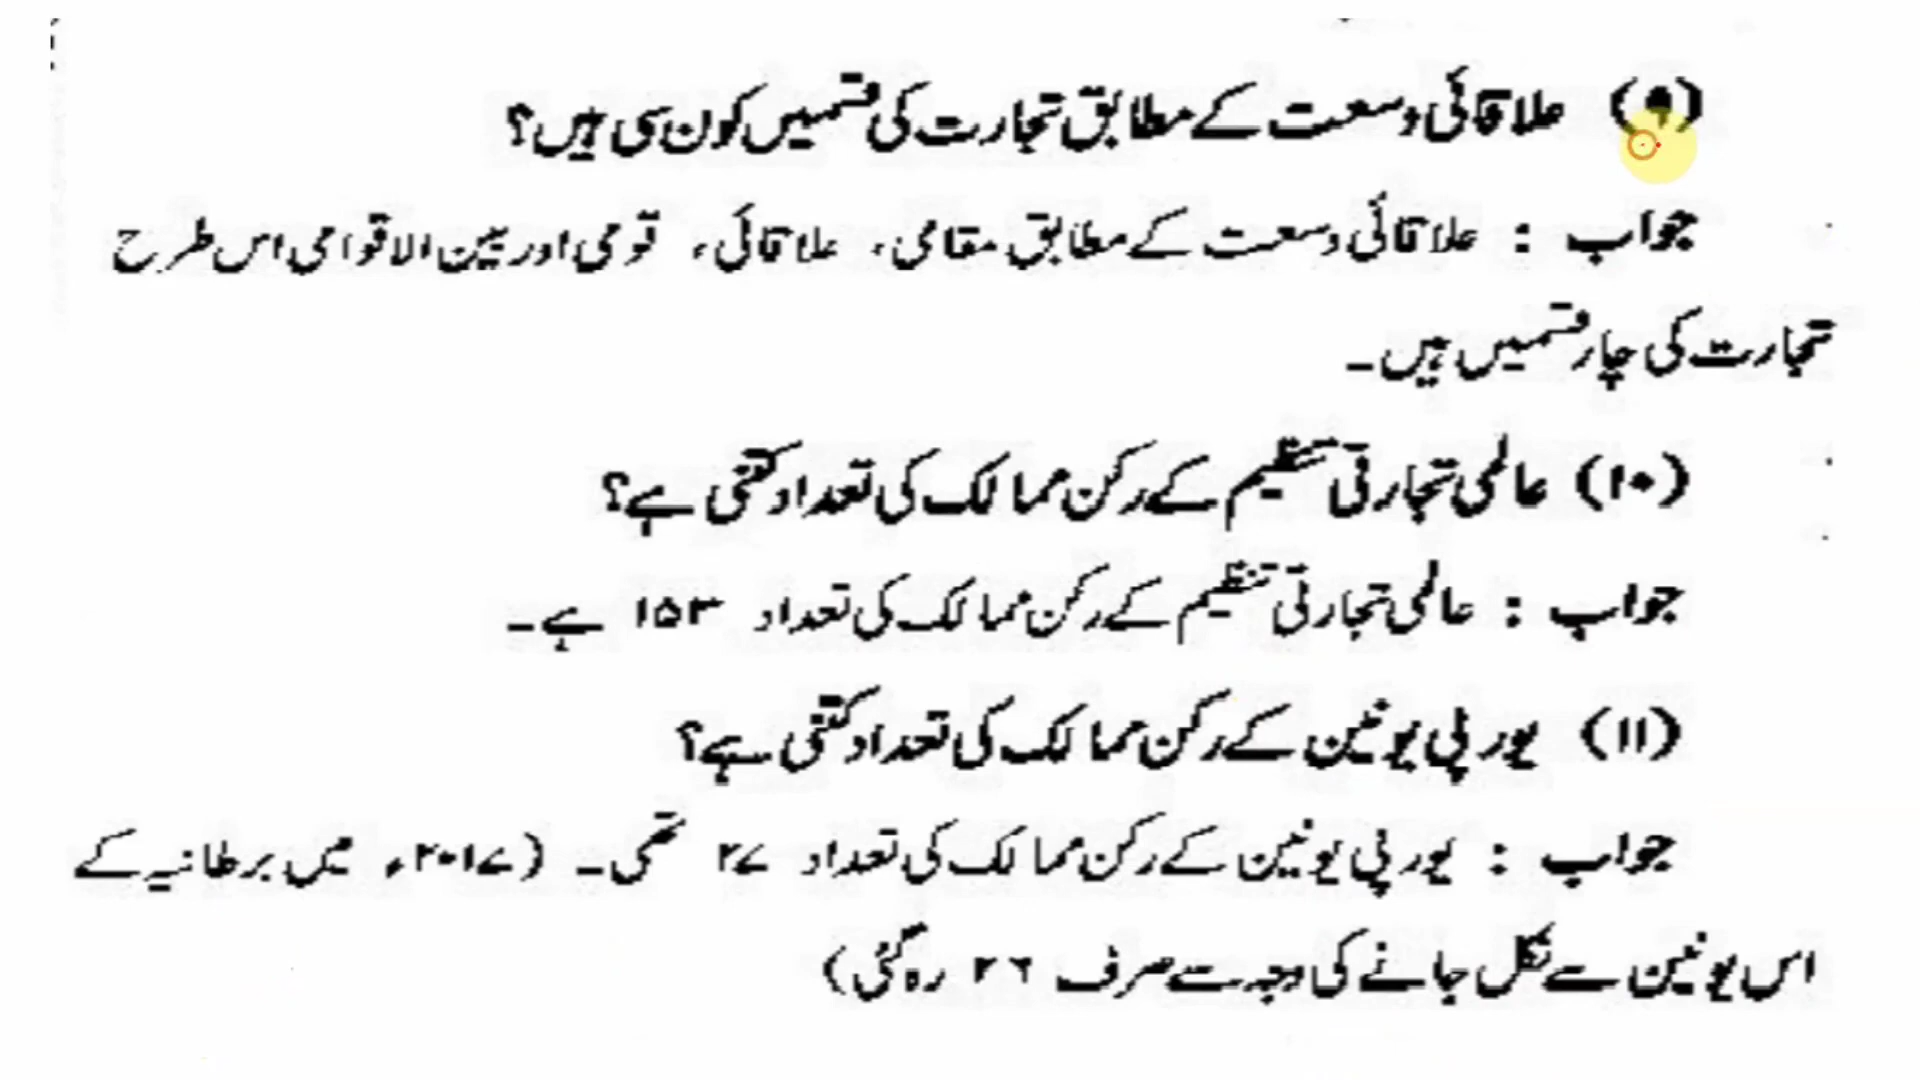 (۹) علاقائی وسعت کے مطابق تجارت کی قسمیں کون سی ہیں؟
جواب : علاقائی وسعت کے مطابق مقامی، علاقائی، قومی اور بین الاقوامی اس طرح
تجارت کی چار قسمیں ہیں۔
(۱۰) عالمی تجارتی تنظیم کے رکن ممالک کی تعداد کتنی ہے؟
جواب : عالمی تجارتی تنظیم کے رکن ممالک کی تعداد ۱۵۳ ہے۔
(۱۱) یورپی یونین کے رکن ممالک کی تعداد کتنی ہے؟
جواب : یورپی یونین کے رکن ممالک کی تعداد ۲۷ تھی۔ (۲۰۱۷ء میں برطانیہ کے
اس یونین سے نکل جانے کی وجہ سے صرف ۲۶ رہ گئی)